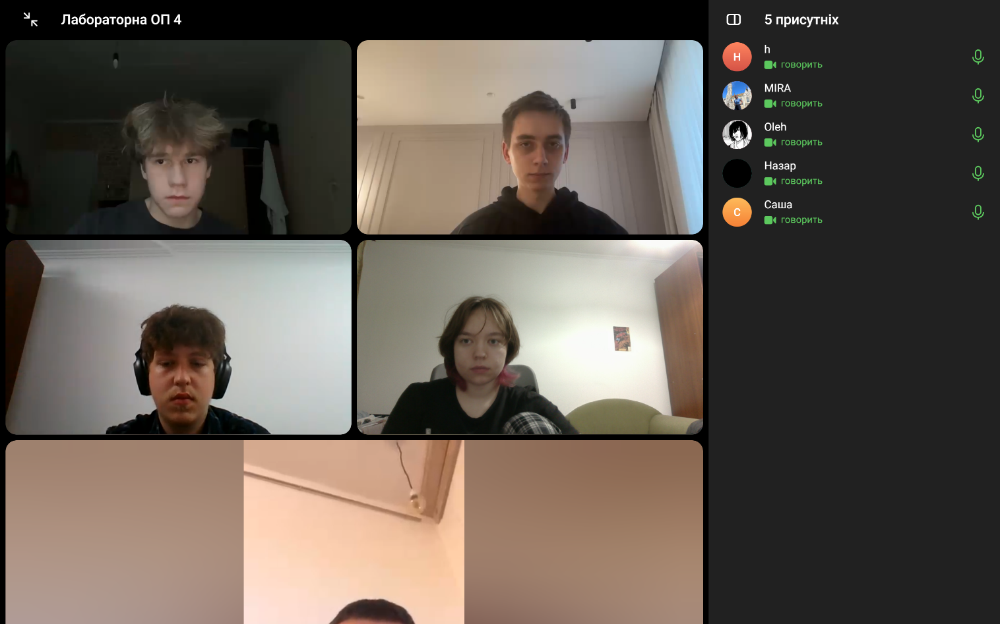 Лабораторна ОП 4
5 присутніх
H
h
говорить
MIRA
говорить
Oleh
говорить
Назар
говорить
С
Саша
говорить